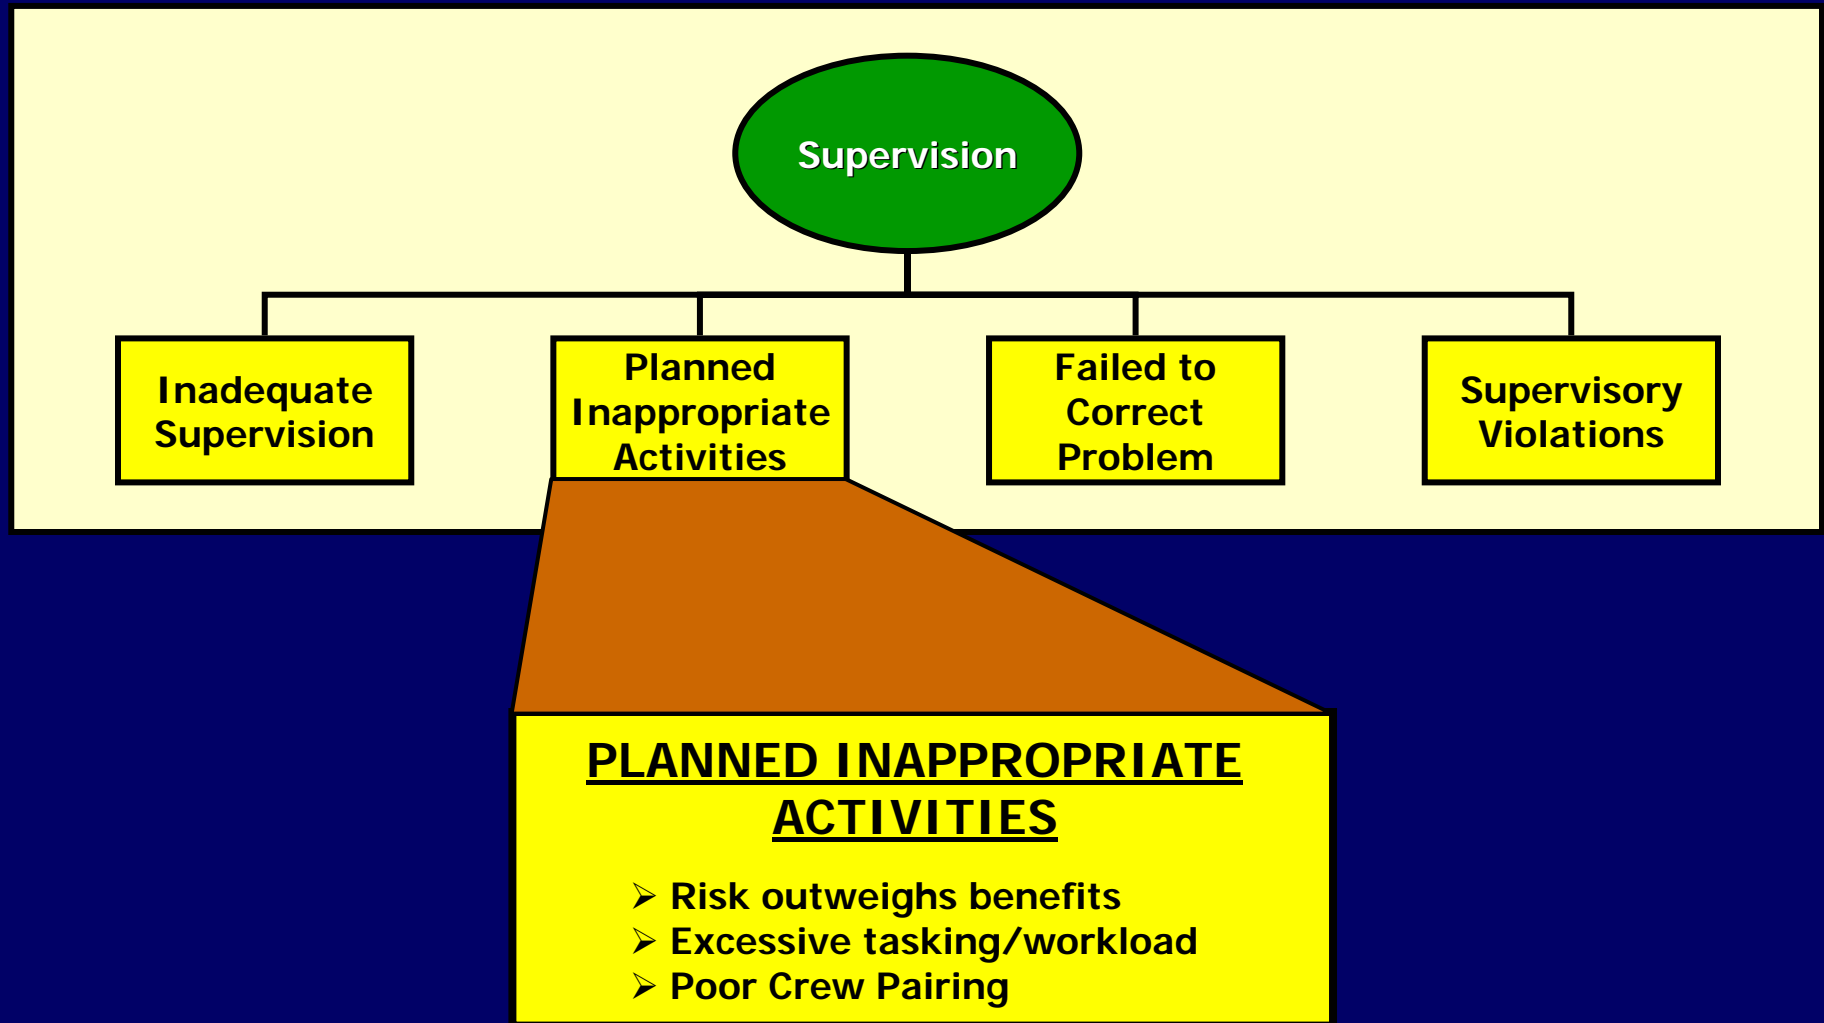 Supervision
Inadequate
Supervision
Planned
Inappropriate
Activities
Failed to
Correct
Problem
Supervisory
Violations
PLANNED INAPPROPRIATE
ACTIVITIES
➢ Risk outweighs benefits
➢ Excessive tasking/workload
➢ Poor Crew Pairing